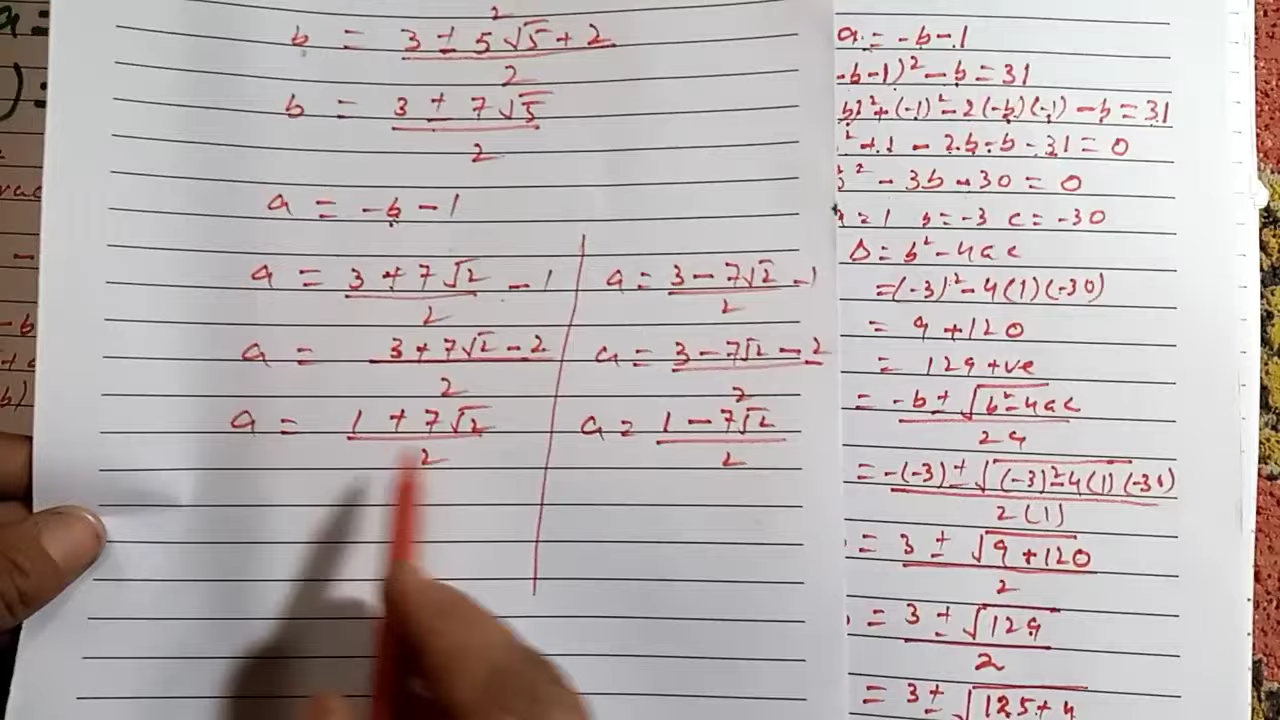 b = 3 ± 5√5 + 2
2
b = 3 ± 7√5
2
a = -b - 1
a = 3 + 7√2 - 1
2
a = 3 + 7√2 - 2
2
a = 1 + 7√2
2
a = 3 - 7√2 - 1
2
a = 3 - 7√2 - 2
2
a = 1 - 7√2
2
a = -b - 1
-b-1)² - b = 31
b)² + (-1)² - 2(-b)(-1) - b = 31
² + 1 - 2b - b - 31 = 0
b² - 3b - 30 = 0
a = 1 b = -3 c = -30
Δ = b² - 4ac
= (-3)² - 4(1)(-30)
= 9 + 120
= 129 +ve
= -b ± √b² - 4ac
2a
= -(-3) ± √(-3)² - 4(1)(-30)
2(1)
= 3 ± √9 + 120
2
= 3 ± √129
2
= 3 ± √125 + 4